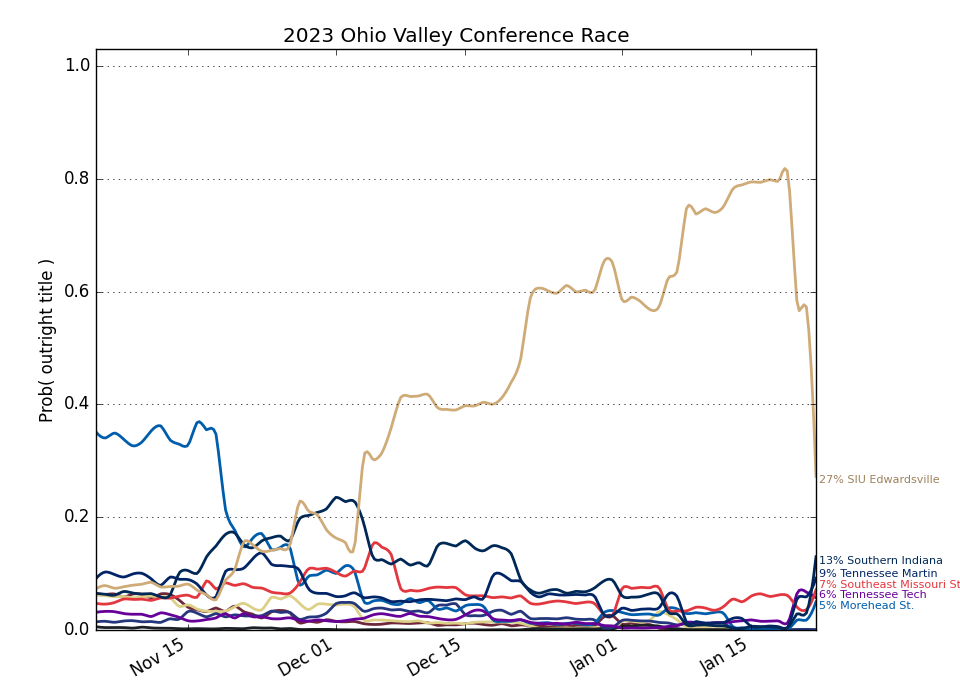 2023 Ohio Valley Conference Race
1.0
0.8
0.6
0.4
0.2
0.0
Prob( outright title )
27% SIU Edwardsville
13% Southern Indiana
9% Tennessee Martin
7% Southeast Missouri St
6% Tennessee Tech
5% Morehead St.
Nov 15
Dec 01
Dec 15
Jan 01
Jan 15